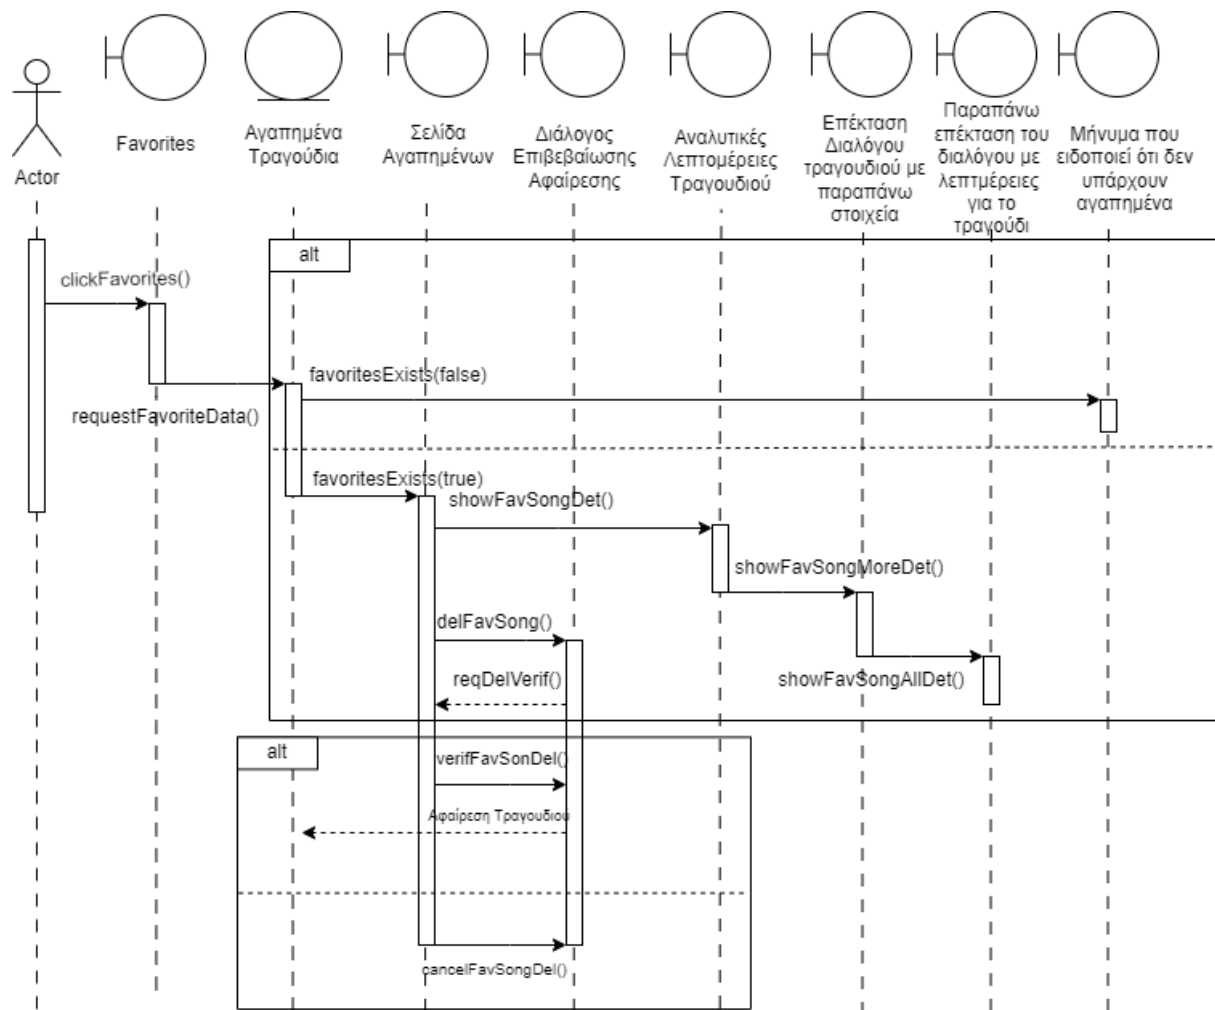 Actor
Favorites
Αγαπημένα
Τραγούδια
Σελίδα
Αγαπημένων
Διάλογος
Επιβεβαίωσης
Αφαίρεσης
Αναλυτικές
Λεπτομέρειες
Τραγουδιού
Επέκταση
Διαλόγου
τραγουδιού με
παραπάνω
στοιχεία
Παραπάνω
επέκταση του
διαλόγου με
λεπτμέρειες
για το
τραγούδι
Μήνυμα που
ειδοποιεί ότι δεν
υπάρχουν
αγαπημένα
alt
clickFavorites()
favoritesExists(false)
requestFavoriteData()
favoritesExists(true)
showFavSongDet()
showFavSongMoreDet()
delFavSong()
reqDelVerif()
showFavSongAllDet()
alt
verifFavSonDel()
Αφαίρεση Τραγουδιού
cancelFavSongDel()